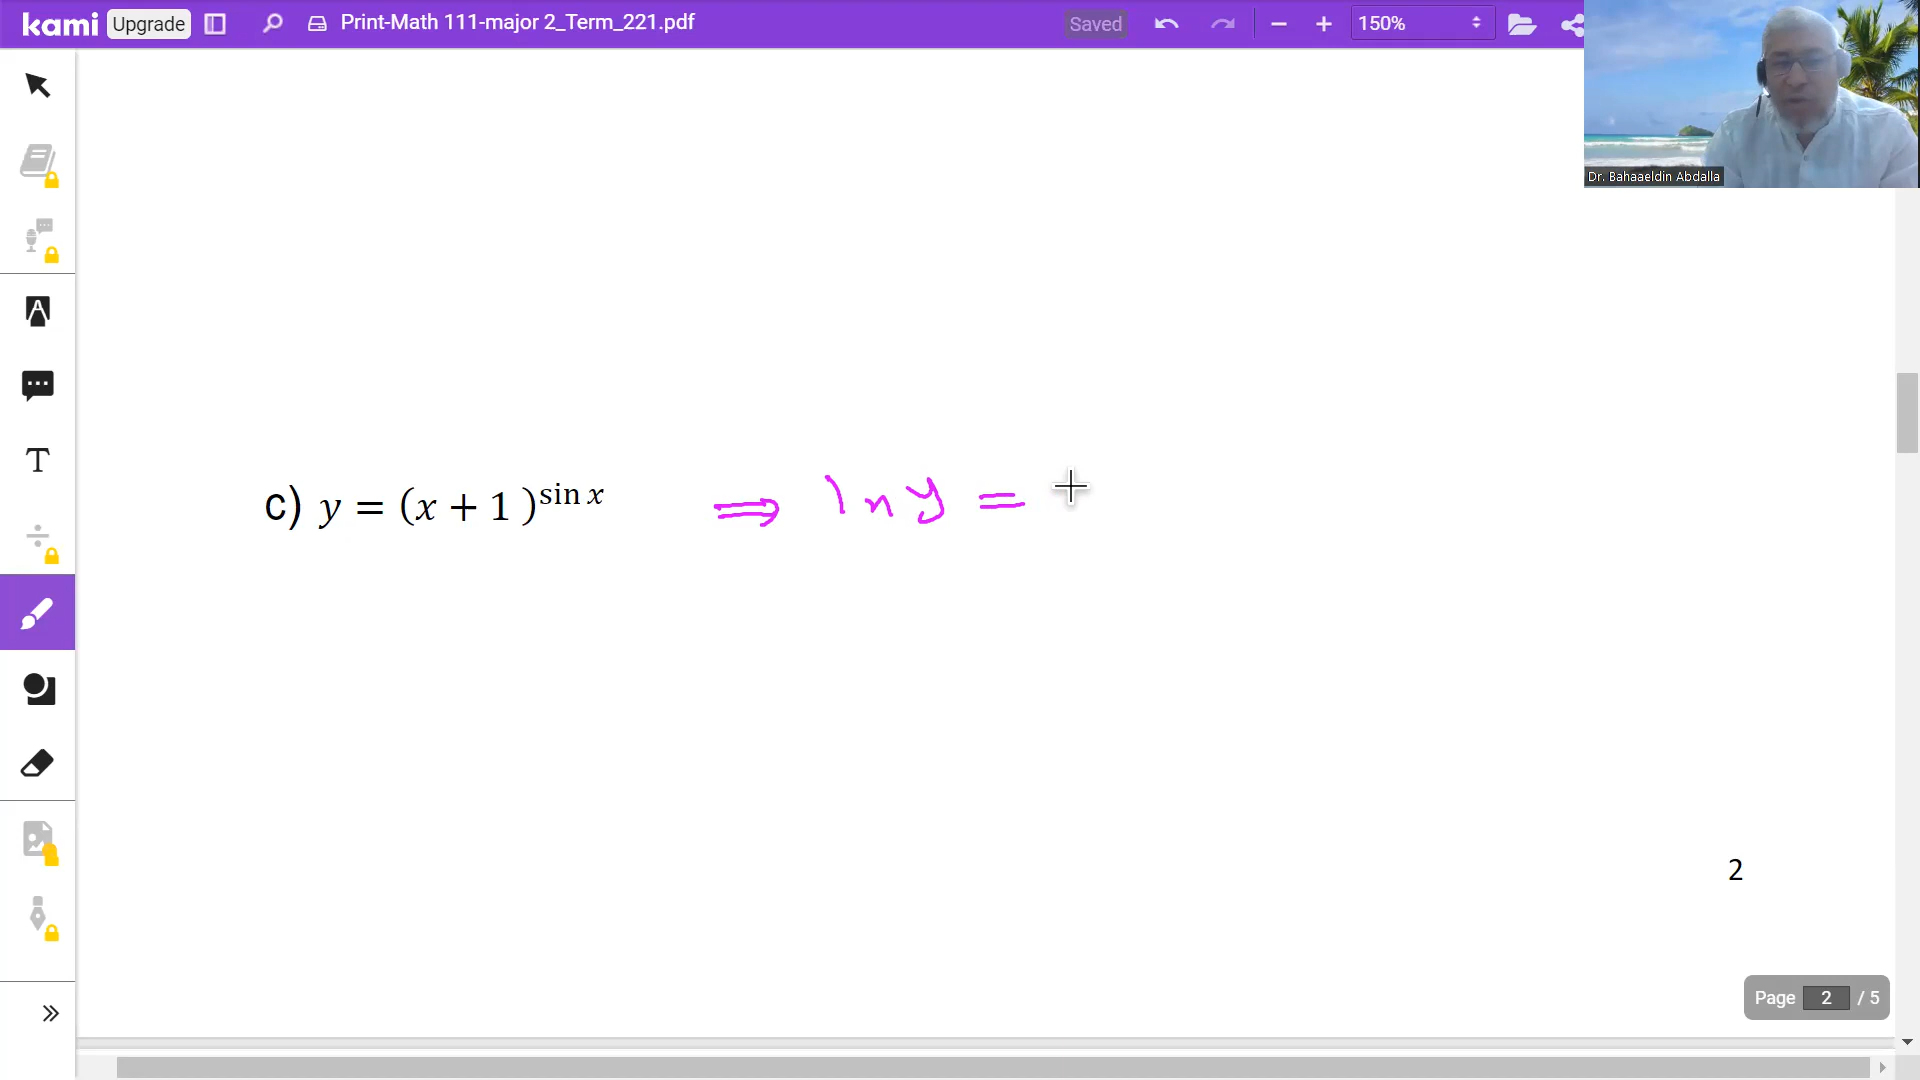 kami Upgrade Print-Math 111-major 2_Term_221.pdf Saved 150%
Dr. Bahaaeldin Abdalla
T
c) y = (x + 1 )^{sin x} ⟹ ln y =
2
Page 2 / 5